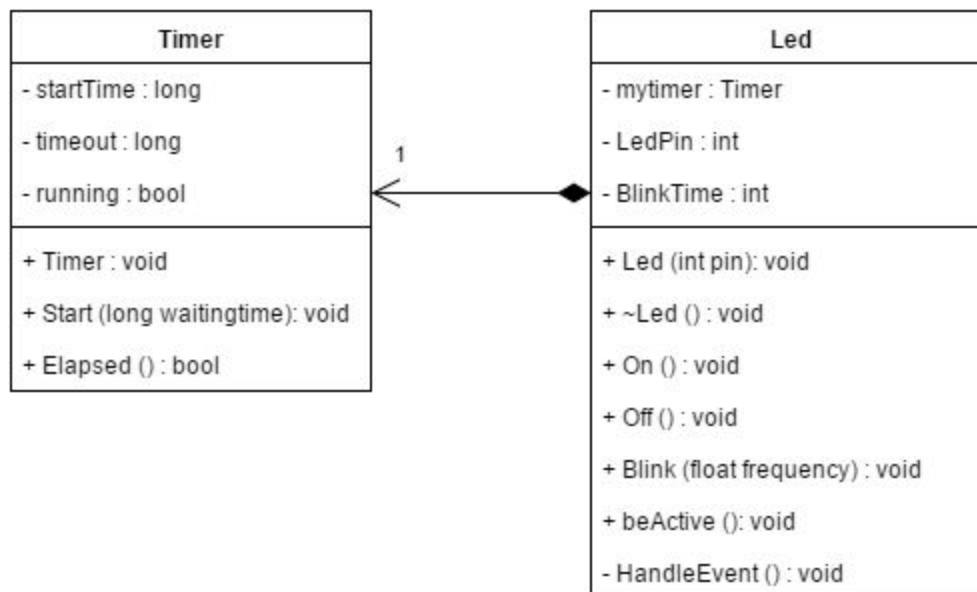 Timer
- startTime : long
- timeout : long
- running : bool
+ Timer : void
+ Start (long waitingtime): void
+ Elapsed () : bool
1
Led
- mytimer : Timer
- LedPin : int
- BlinkTime : int
+ Led (int pin): void
+ ~Led () : void
+ On () : void
+ Off () : void
+ Blink (float frequency) : void
+ beActive (): void
- HandleEvent () : void